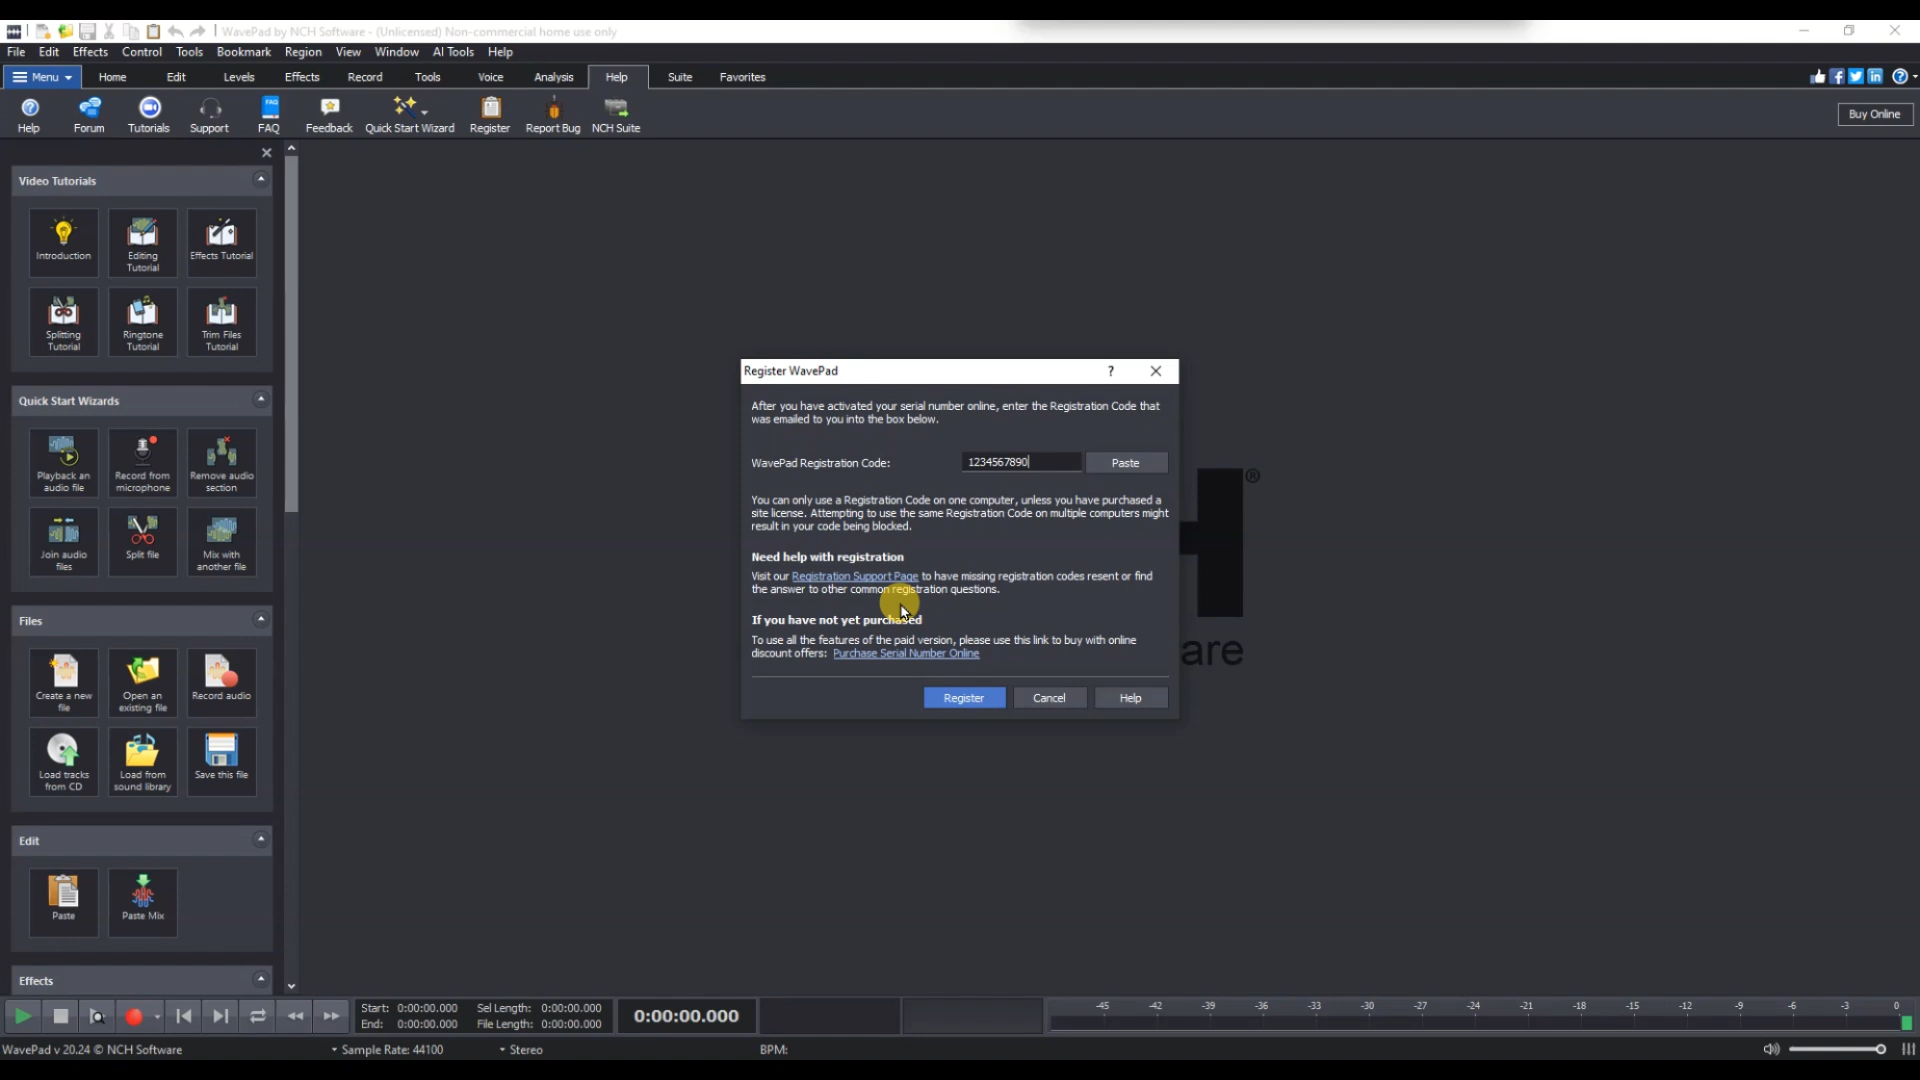 WavePad by NCH Software - (Unlicensed) Non-commercial home use only
File Edit Effects Control Tools Bookmark Region View Window AI Tools Help
Menu Home Edit Levels Effects Record Tools Voice Analysis Help Suite Favorites
Help Forum Tutorials Support FAQ Feedback Quick Start Wizard Register Report Bug NCH Suite Buy Online
Video Tutorials
Introduction Editing Tutorial Effects Tutorial
Splitting Tutorial Ringtone Tutorial Trim Files Tutorial
Quick Start Wizards
Playback an audio file Record from microphone Remove audio section
Join audio files Split file Mix with another file
Files
Create a new file Open an existing file Record audio
Load tracks from CD Load from sound library Save this file
Edit
Paste Paste Mix
Effects
Register WavePad
After you have activated your serial number online, enter the Registration Code that
was emailed to you into the box below.
WavePad Registration Code: 1234567890 Paste
You can only use a Registration Code on one computer, unless you have purchased a
site license. Attempting to use the same Registration Code on multiple computers might
result in your code being blocked.
Need help with registration
Visit our Registration Support Page to have missing registration codes resent or find
the answer to other common registration questions.
If you have not yet purchased
To use all the features of the paid version, please use this link to buy with online
discount offers: Purchase Serial Number Online
Register Cancel Help
H ®
are
Start: 0:00:00.000 Sel Length: 0:00:00.000
End: 0:00:00.000 File Length: 0:00:00.000
0:00:00.000
-45 -42 -39 -36 -33 -30 -27 -24 -21 -18 -15 -12 -9 -6 -3 0
WavePad v 20.24 © NCH Software Sample Rate: 44100 Stereo BPM: